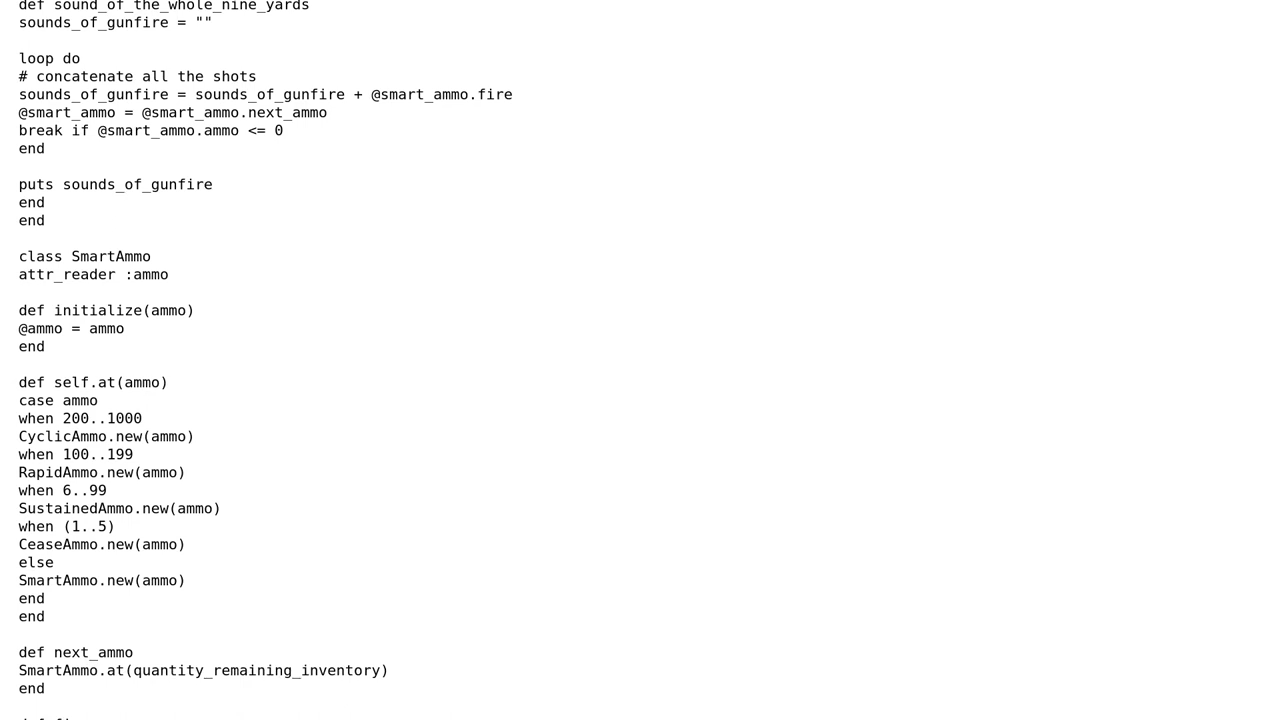 def sound_of_the_whole_nine_yards
sounds_of_gunfire = ""
loop do
# concatenate all the shots
sounds_of_gunfire = sounds_of_gunfire + @smart_ammo.fire
@smart_ammo = @smart_ammo.next_ammo
break if @smart_ammo.ammo <= 0
end
puts sounds_of_gunfire
end
end
class SmartAmmo
attr_reader :ammo
def initialize(ammo)
@ammo = ammo
end
def self.at(ammo)
case ammo
when 200..1000
CyclicAmmo.new(ammo)
when 100..199
RapidAmmo.new(ammo)
when 6..99
SustainedAmmo.new(ammo)
when (1..5)
CeaseAmmo.new(ammo)
else
SmartAmmo.new(ammo)
end
end
def next_ammo
SmartAmmo.at(quantity_remaining_inventory)
end